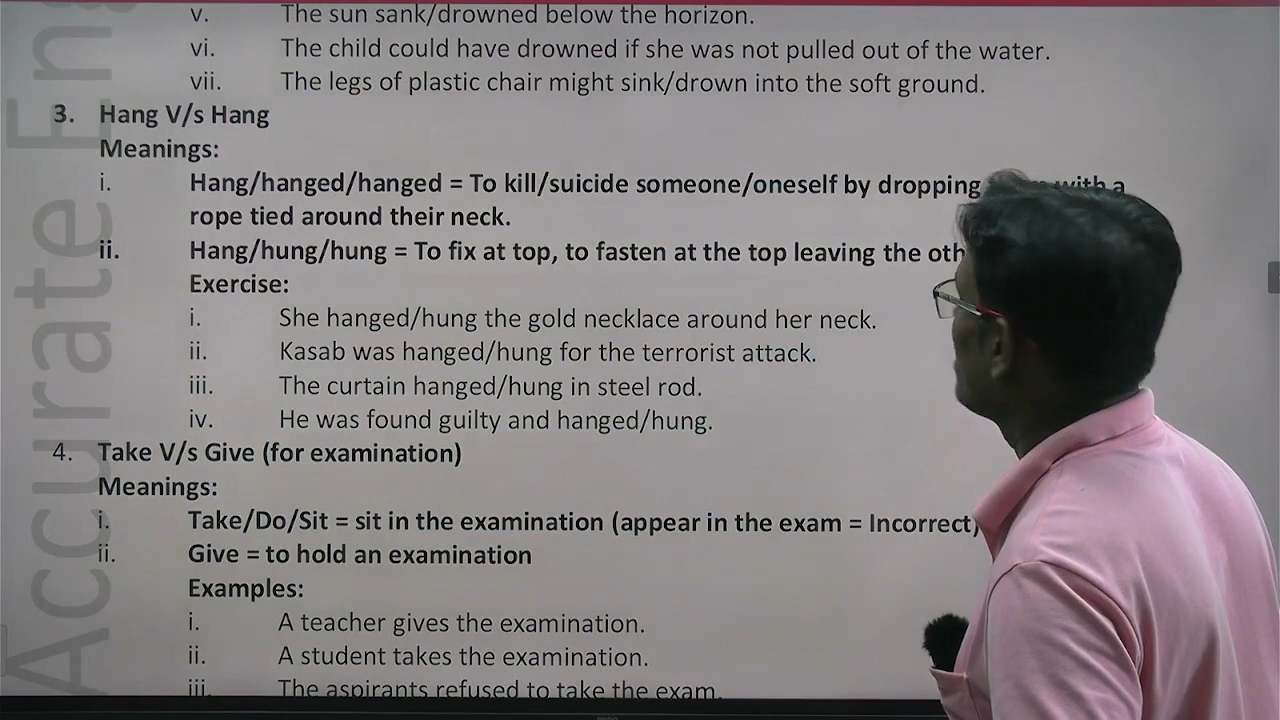 v. The sun sank/drowned below the horizon.
vi. The child could have drowned if she was not pulled out of the water.
vii. The legs of plastic chair might sink/drown into the soft ground.
3. Hang V/s Hang
Meanings:
i. Hang/hanged/hanged = To kill/suicide someone/oneself by dropping with a
rope tied around their neck.
ii. Hang/hung/hung = To fix at top, to fasten at the top leaving the
Exercise:
i. She hanged/hung the gold necklace around her neck.
ii. Kasab was hanged/hung for the terrorist attack.
iii. The curtain hanged/hung in steel rod.
iv. He was found guilty and hanged/hung.
4. Take V/s Give (for examination)
Meanings:
i. Take/Do/Sit = sit in the examination (appear in the exam = Incorrect)
ii. Give = to hold an examination
Examples:
i. A teacher gives the examination.
ii. A student takes the examination.
iii. The aspirants refused to take the exam.
Accurate